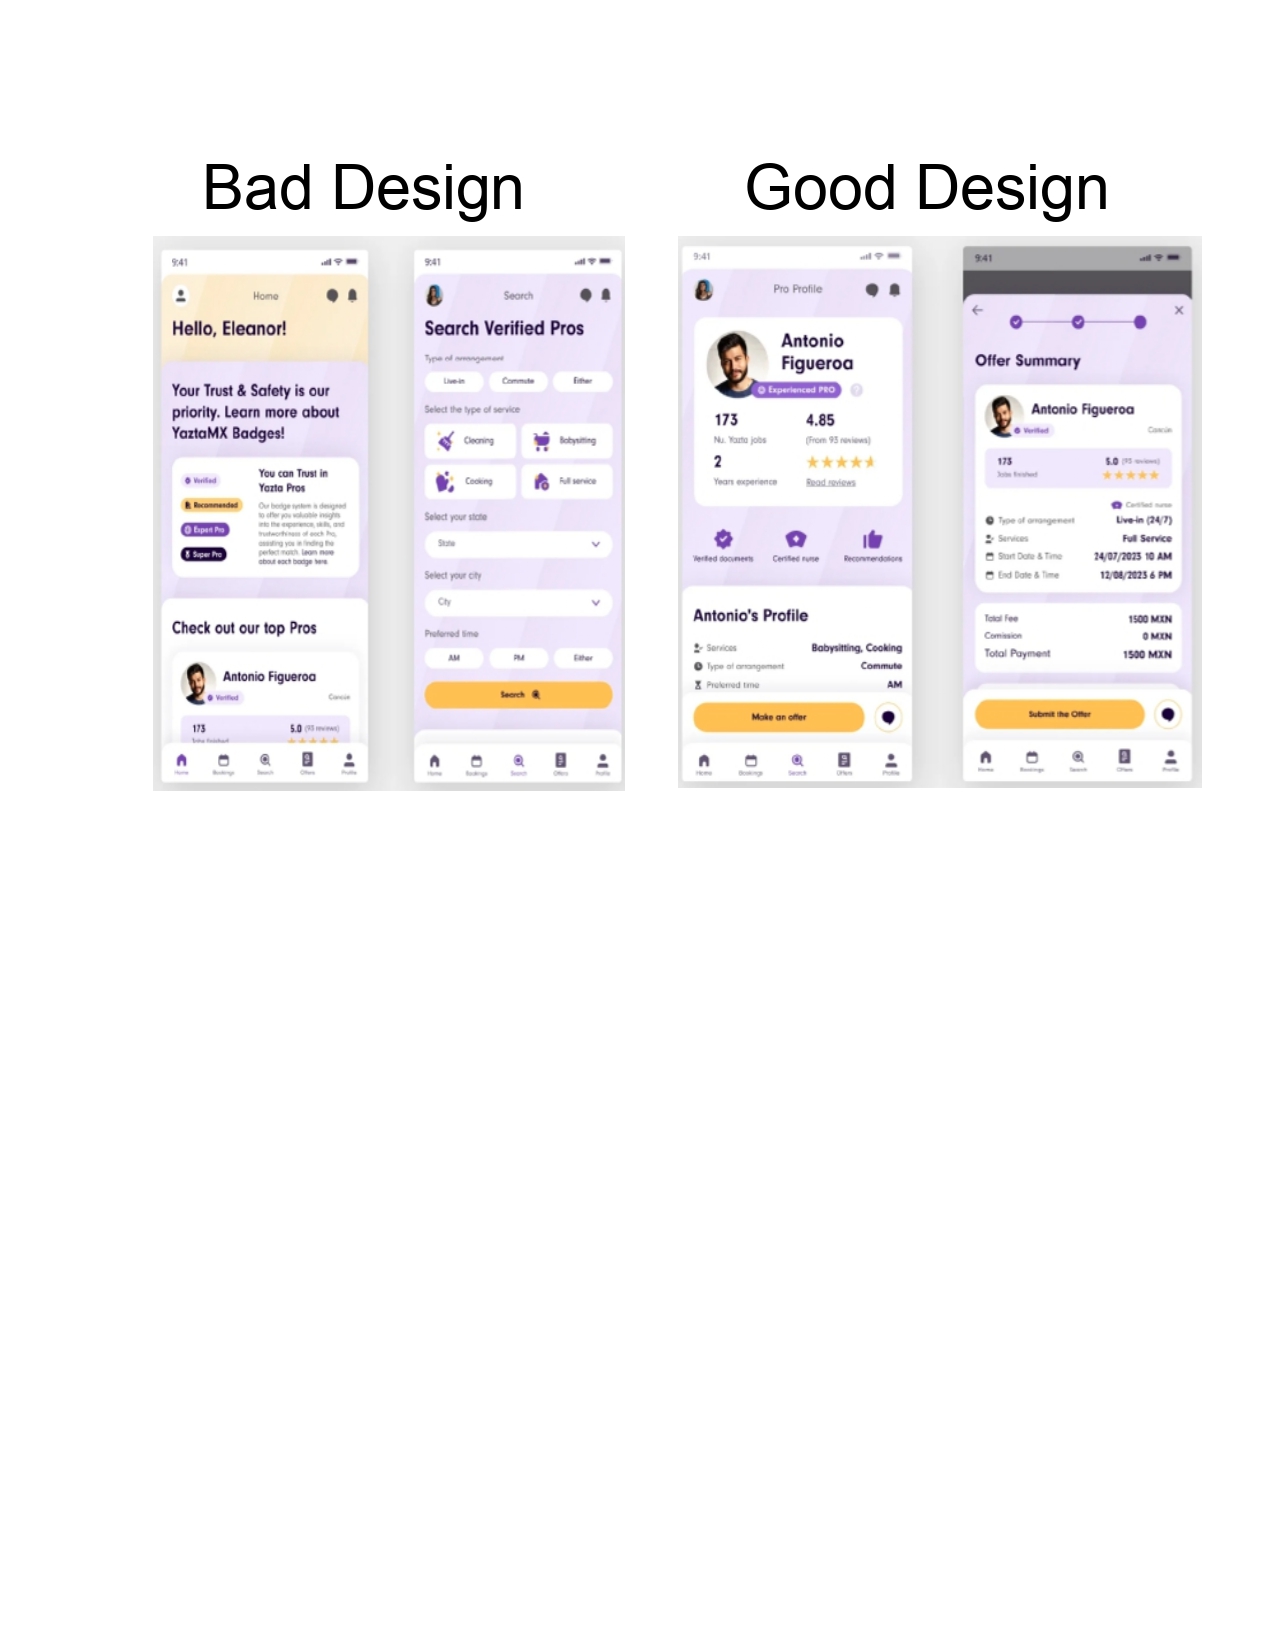 Bad Design
Good Design
9:41
Home
Hello, Eleanor!
Your Trust & Safety is our
priority. Learn more about
YaztaMX Badges!
Verified
Recommended
Expert Pro
Super Pro
You can Trust in
Yazta Pros
Our badge system is designed
to offer you valuable insights
into the experience, skills, and
trustworthiness of each Pro,
assisting you in finding the
perfect match. Learn more
about each badge here.
Check out our top Pros
Antonio Figueroa
Verified
Cancún
173
5.0 (93 reviews)
Jobs finished
Home
Bookings
Search
Offers
Profile
9:41
Search
Search Verified Pros
Type of arrangement
Live-in
Commute
Either
Select the type of service
Cleaning
Babysitting
Cooking
Full service
Select your state
State
Select your city
City
Preferred time
AM
PM
Either
Search
Home
Bookings
Search
Offers
Profile
9:41
Pro Profile
Antonio
Figueroa
Experienced PRO
?
173
4.85
Nu. Yazta jobs
(From 93 reviews)
2
Years experience
Read reviews
Verified documents
Certified nurse
Recommendations
Antonio's Profile
Services
Babysitting, Cooking
Type of arrangement
Commute
Preferred time
AM
Make an offer
Home
Bookings
Search
Offers
Profile
9:41
Offer Summary
Antonio Figueroa
Verified
Cancún
173
5.0 (93 reviews)
Jobs finished
Certified nurse
Type of arrangement
Live-in (24/7)
Services
Full Service
Start Date & Time
24/07/2023 10 AM
End Date & Time
12/08/2023 6 PM
Total Fee
1500 MXN
Comission
0 MXN
Total Payment
1500 MXN
Submit the Offer
Home
Bookings
Search
Offers
Profile